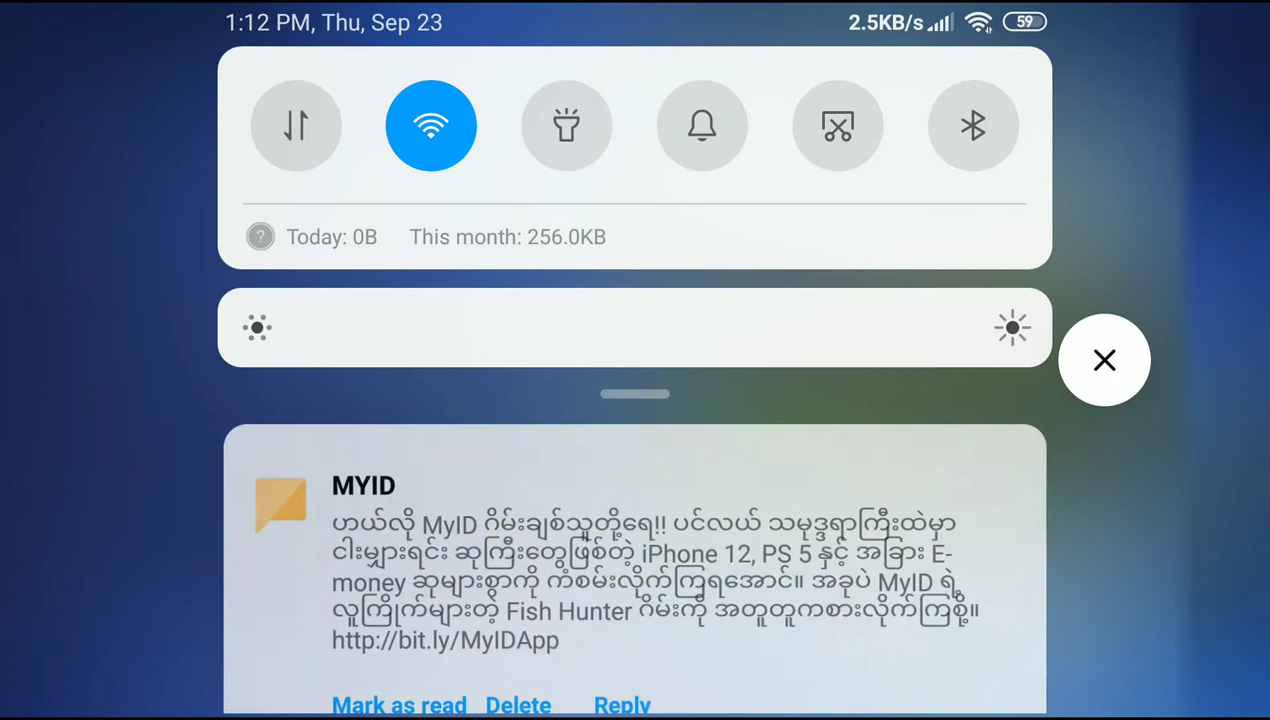 1:12 PM, Thu, Sep 23
2.5KB/s
59
Today: 0B This month: 256.0KB
MYID
ဟယ်လို MyID ဂိမ်းချစ်သူတို့ရေ!! ပင်လယ် သမုဒ္ဒရာကြီးထဲမှာ
ငါးမျှားရင်း ဆုကြီးတွေဖြစ်တဲ့ iPhone 12, PS 5 နှင့် အခြား E-
money ဆုများစွာကို ကံစမ်းလိုက်ကြရအောင်။ အခုပဲ MyID ရဲ့
လူကြိုက်များတဲ့ Fish Hunter ဂိမ်းကို အတူတူကစားလိုက်ကြစို့။
http://bit.ly/MyIDApp
Mark as read Delete Reply